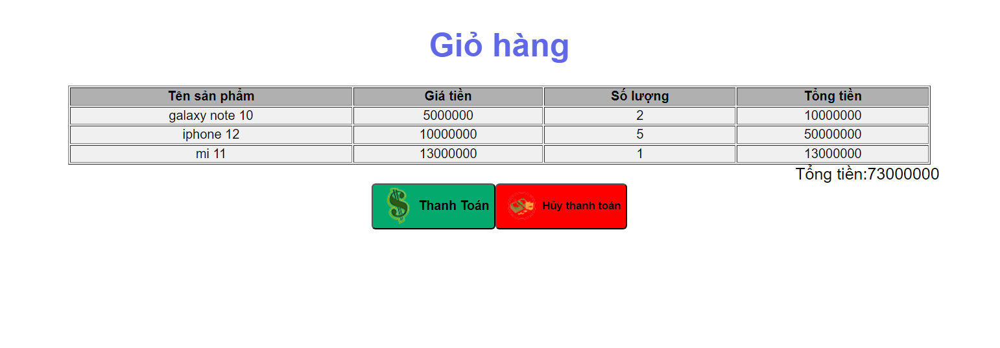 Giỏ hàng
Tên sản phẩm Giá tiền Số lượng Tổng tiền
galaxy note 10 5000000 2 10000000
iphone 12 10000000 5 50000000
mi 11 13000000 1 13000000
Tổng tiền:73000000
Thanh Toán Hủy thanh toán